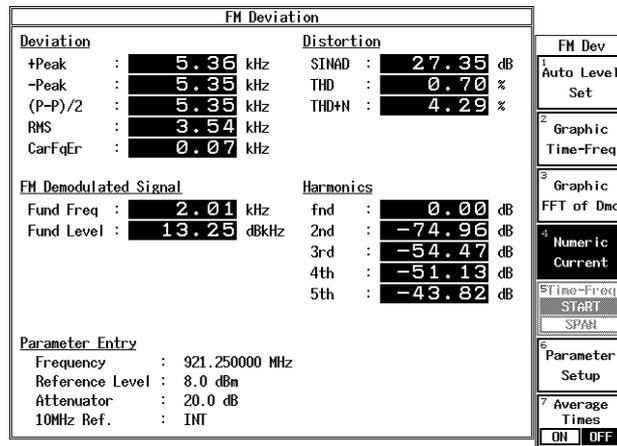 FM Deviation
Deviation
+Peak : 5.36 kHz
-Peak : 5.35 kHz
(P-P)/2 : 5.35 kHz
RMS : 3.54 kHz
CarFqEr : 0.07 kHz
Distortion
SINAD : 27.35 dB
THD : 0.70 %
THD+N : 4.29 %
FM Demodulated Signal
Fund Freq : 2.01 kHz
Fund Level : 13.25 dBkHz
Harmonics
fnd : 0.00 dB
2nd : -74.96 dB
3rd : -54.47 dB
4th : -51.13 dB
5th : -43.82 dB
Parameter Entry
Frequency : 921.250000 MHz
Reference Level : 8.0 dBm
Attenuator : 20.0 dB
10MHz Ref. : INT
FM Dev
1
Auto Level
Set
2
Graphic
Time-Freq
3
Graphic
FFT of Dmo
4
Numeric
Current
5Time-Freq
START
SPAN
6
Parameter
Setup
7 Average
Times
ON OFF